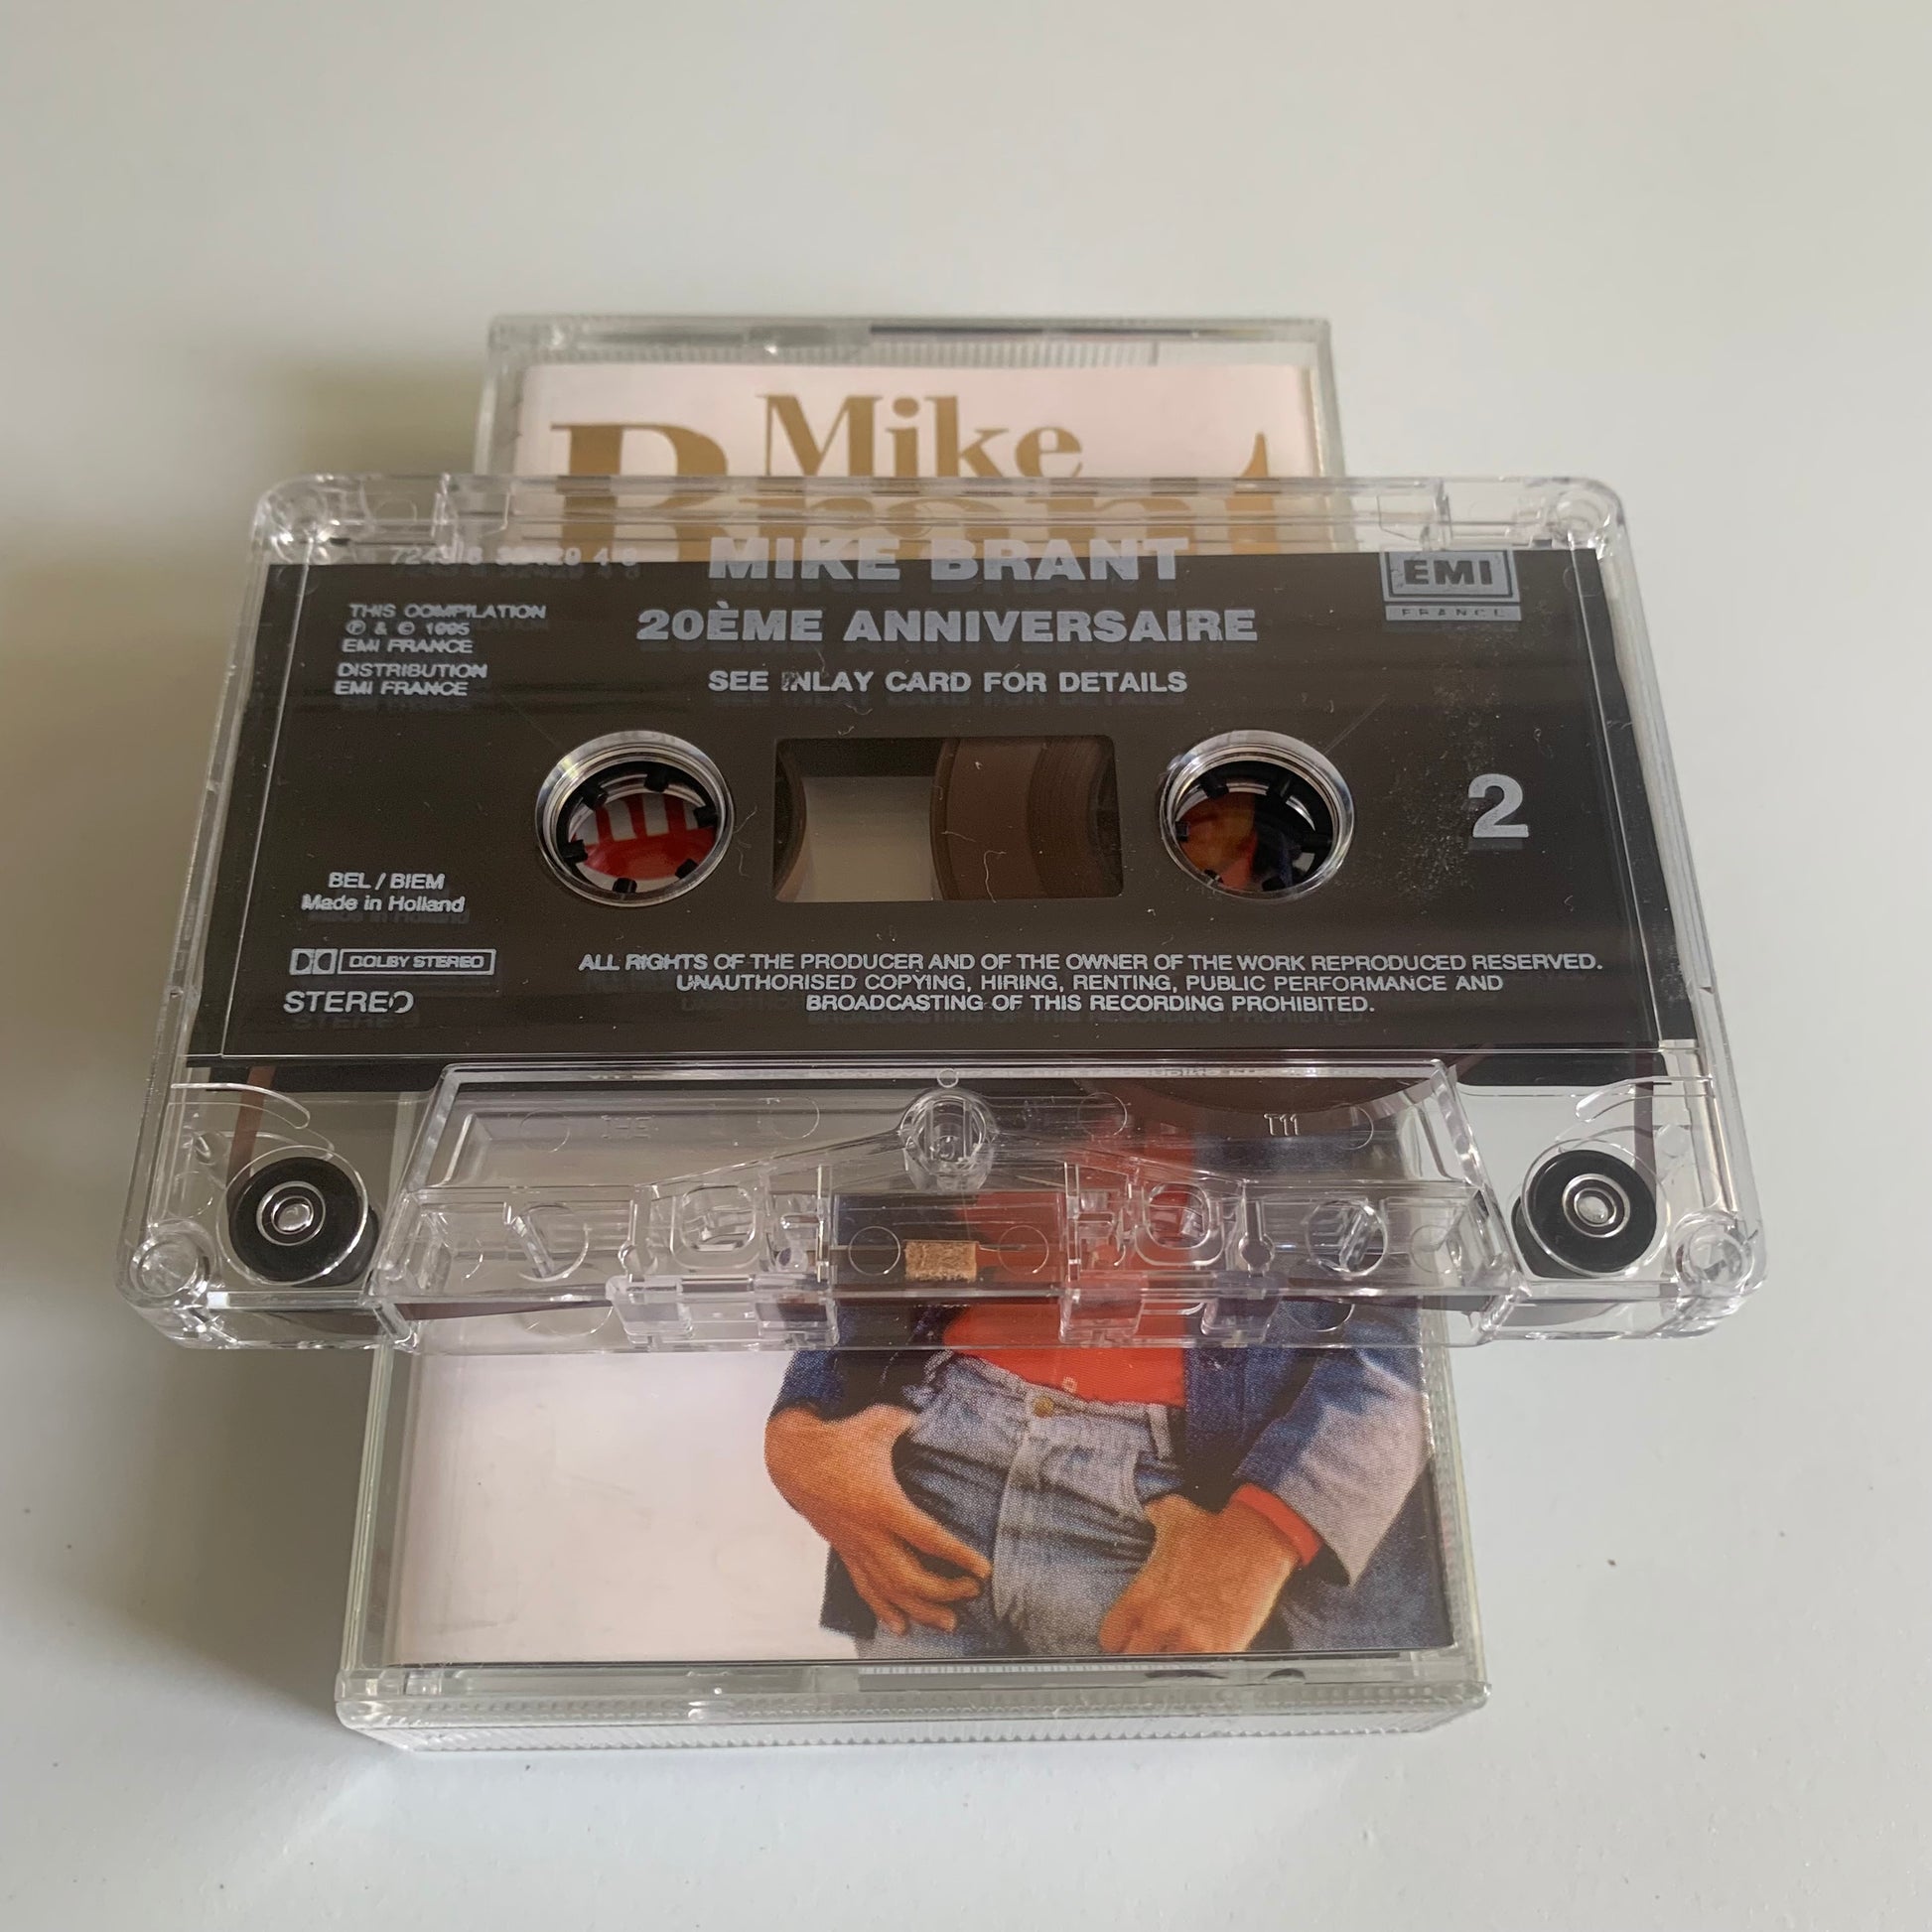 Mike
Brant
MIKE BRANT
20ÈME ANNIVERSAIRE
SEE INLAY CARD FOR DETAILS
EMI
FRANCE
THIS COMPILATION
℗ & © 1995
EMI FRANCE
DISTRIBUTION
EMI FRANCE
2
BEL / BIEM
Made in Holland
DOLBY STEREO
STEREO
ALL RIGHTS OF THE PRODUCER AND OF THE OWNER OF THE WORK REPRODUCED RESERVED.
UNAUTHORISED COPYING, HIRING, RENTING, PUBLIC PERFORMANCE AND
BROADCASTING OF THIS RECORDING PROHIBITED.
T11